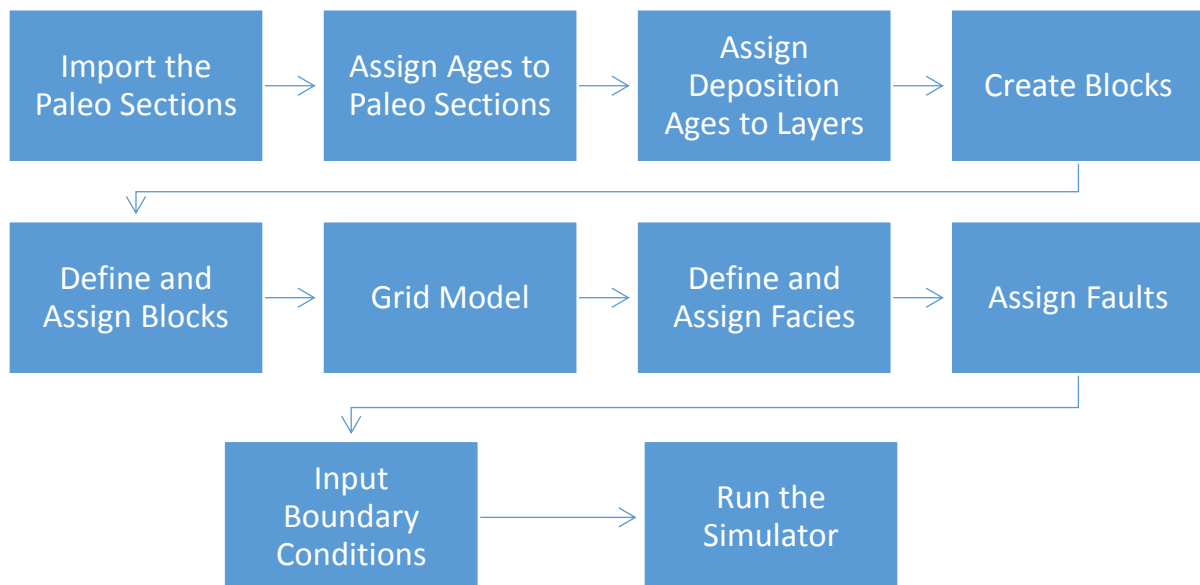 Import the
Paleo Sections
Assign Ages to
Paleo Sections
Assign
Deposition
Ages to Layers
Create Blocks
Define and
Assign Blocks
Grid Model
Define and
Assign Facies
Assign Faults
Input
Boundary
Conditions
Run the
Simulator